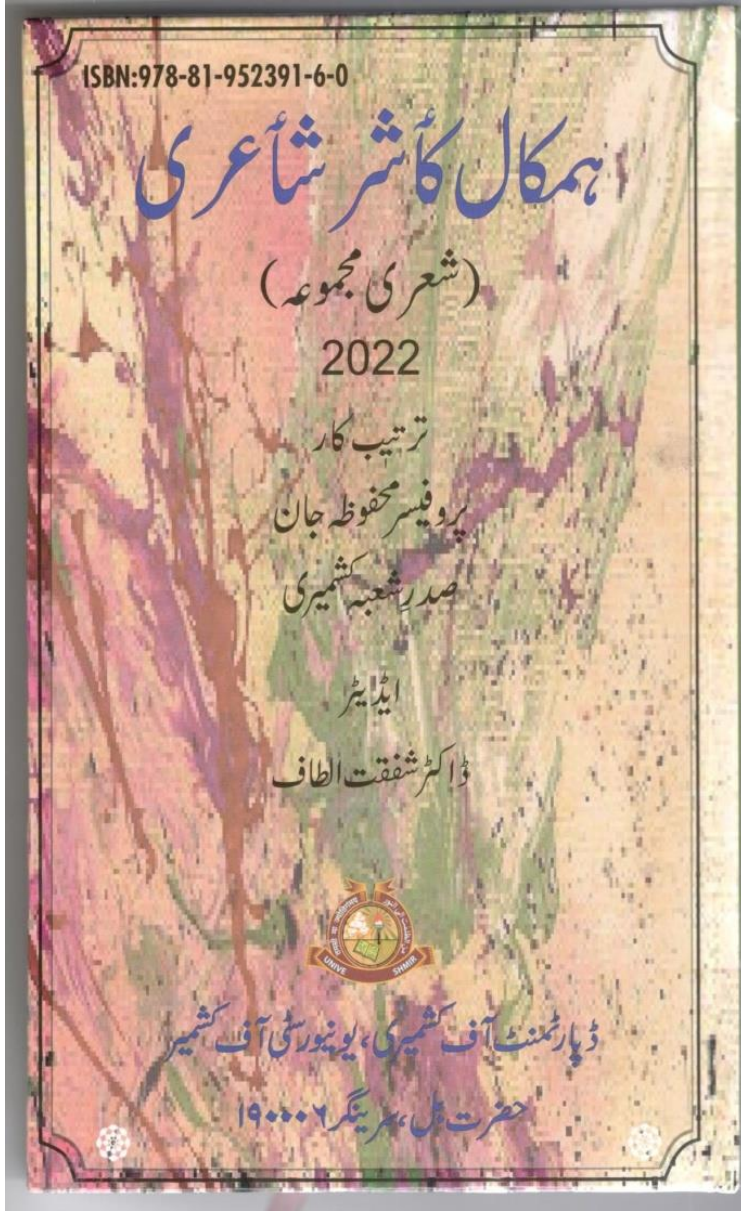 ISBN:978-81-952391-6-0
ہمکال کأشر شأعری
(شعری مجموعہ)
2022
ترتیب کار
پروفیسر محفوظہ جان
صدرِ شعبہ کشمیری
ایڈیٹر
ڈاکٹر شفقت الطاف
ڈپارٹمنٹ آف کشمیری، یونیورسٹی آف کشمیر
حضرت بل، سرینگر ۱۹۰۰۰۶